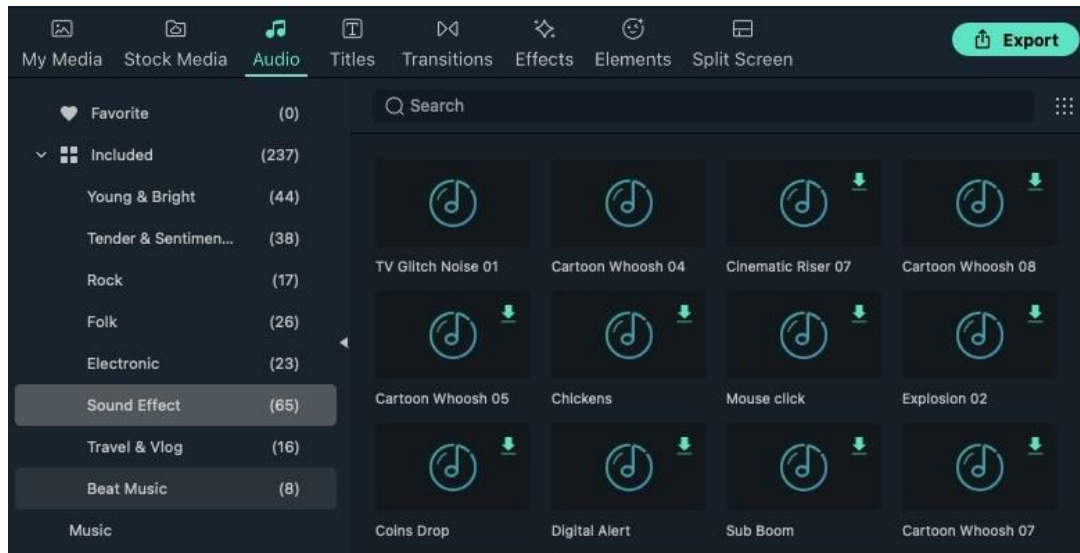 My Media Stock Media Audio Titles Transitions Effects Elements Split Screen Export
Favorite (0)
Included (237)
Young & Bright (44)
Tender & Sentimen... (38)
Rock (17)
Folk (26)
Electronic (23)
Sound Effect (65)
Travel & Vlog (16)
Beat Music (8)
Music
Search
TV Glitch Noise 01 Cartoon Whoosh 04 Cinematic Riser 07 Cartoon Whoosh 08
Cartoon Whoosh 05 Chickens Mouse click Explosion 02
Coins Drop Digital Alert Sub Boom Cartoon Whoosh 07